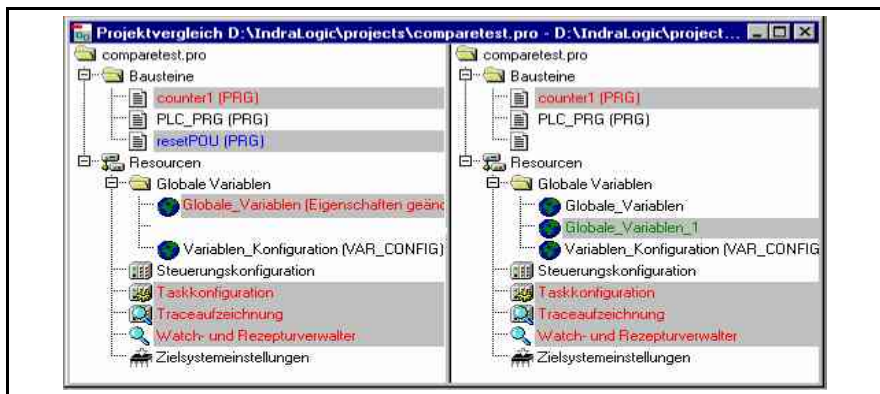 Projektvergleich D:\IndraLogic\projects\comparetest.pro - D:\IndraLogic\project...
comparetest.pro
Bausteine
counter1 (PRG)
PLC_PRG (PRG)
resetPOU (PRG)
Resourcen
Globale Variablen
Globale_Variablen (Eigenschaften geänd
Variablen_Konfiguration (VAR_CONFIG)
Steuerungskonfiguration
Taskkonfiguration
Traceaufzeichnung
Watch- und Rezepturverwalter
Zielsystemeinstellungen
comparetest.pro
Bausteine
counter1 (PRG)
PLC_PRG (PRG)
Resourcen
Globale Variablen
Globale_Variablen
Globale_Variablen_1
Variablen_Konfiguration (VAR_CONFIG
Steuerungskonfiguration
Taskkonfiguration
Traceaufzeichnung
Watch- und Rezepturverwalter
Zielsystemeinstellungen